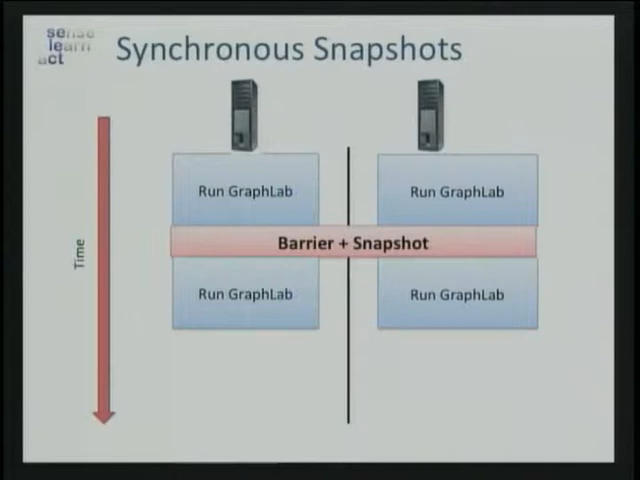 sense
learn
act
Synchronous Snapshots
Run GraphLab
Run GraphLab
Barrier + Snapshot
Run GraphLab
Run GraphLab
Time